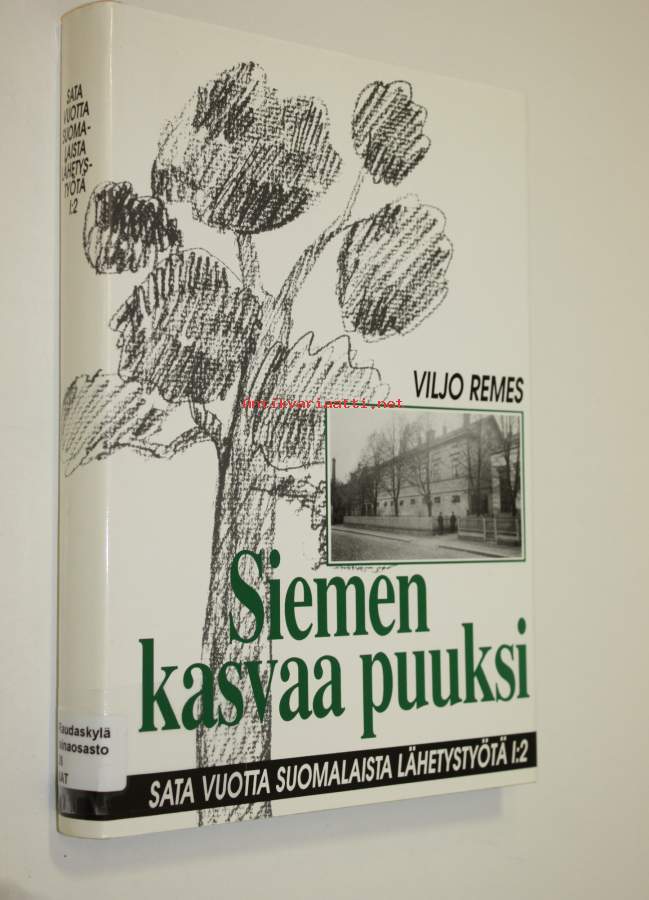 SATA
VUOTTA
SUOMA-
LAISTA
LÄHETYS-
TYÖTÄ
I:2
VILJO REMES
antikvariaatti.net
Siemen
kasvaa puuksi
SATA VUOTTA SUOMALAISTA LÄHETYSTYÖTÄ I:2